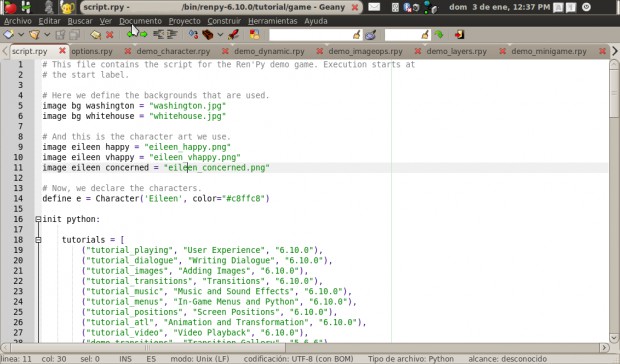 script.rpy - /bin/renpy-6.10.0/tutorial/game - Geany
dom 3 de ene, 12:37 PM
Archivo Editar Buscar Ver Documento Proyecto Construir Herramientas Ayuda
script.rpy options.rpy demo_character.rpy demo_dynamic.rpy demo_imageops.rpy demo_layers.rpy demo_minigame.rpy
1 # This file contains the script for the Ren'Py demo game. Execution starts at
2 # the start label.
3
4 # Here we define the backgrounds that are used.
5 image bg washington = "washington.jpg"
6 image bg whitehouse = "whitehouse.jpg"
7
8 # And this is the character art we use.
9 image eileen happy = "eileen_happy.png"
10 image eileen vhappy = "eileen_vhappy.png"
11 image eileen concerned = "eileen_concerned.png"
12
13 # Now, we declare the characters.
14 define e = Character('Eileen', color="#c8ffc8")
15
16 init python:
17
18 tutorials = [
19 ("tutorial_playing", "User Experience", "6.10.0"),
20 ("tutorial_dialogue", "Writing Dialogue", "6.10.0"),
21 ("tutorial_images", "Adding Images", "6.10.0"),
22 ("tutorial_transitions", "Transitions", "6.10.0"),
23 ("tutorial_music", "Music and Sound Effects", "6.10.0"),
24 ("tutorial_menus", "In-Game Menus and Python", "6.10.0"),
25 ("tutorial_positions", "Screen Positions", "6.10.0"),
26 ("tutorial_atl", "Animation and Transformation", "6.10.0"),
27 ("tutorial_video", "Video Playback", "6.10.0"),
28 ("demo_transitions", "Transition Gallery", "5.6.6")
línea: 11 col: 30 sel: 0 INS ES modo: Unix (LF) codificación: UTF-8 (con BOM) Tipo de archivo: Python alcance: desconocido